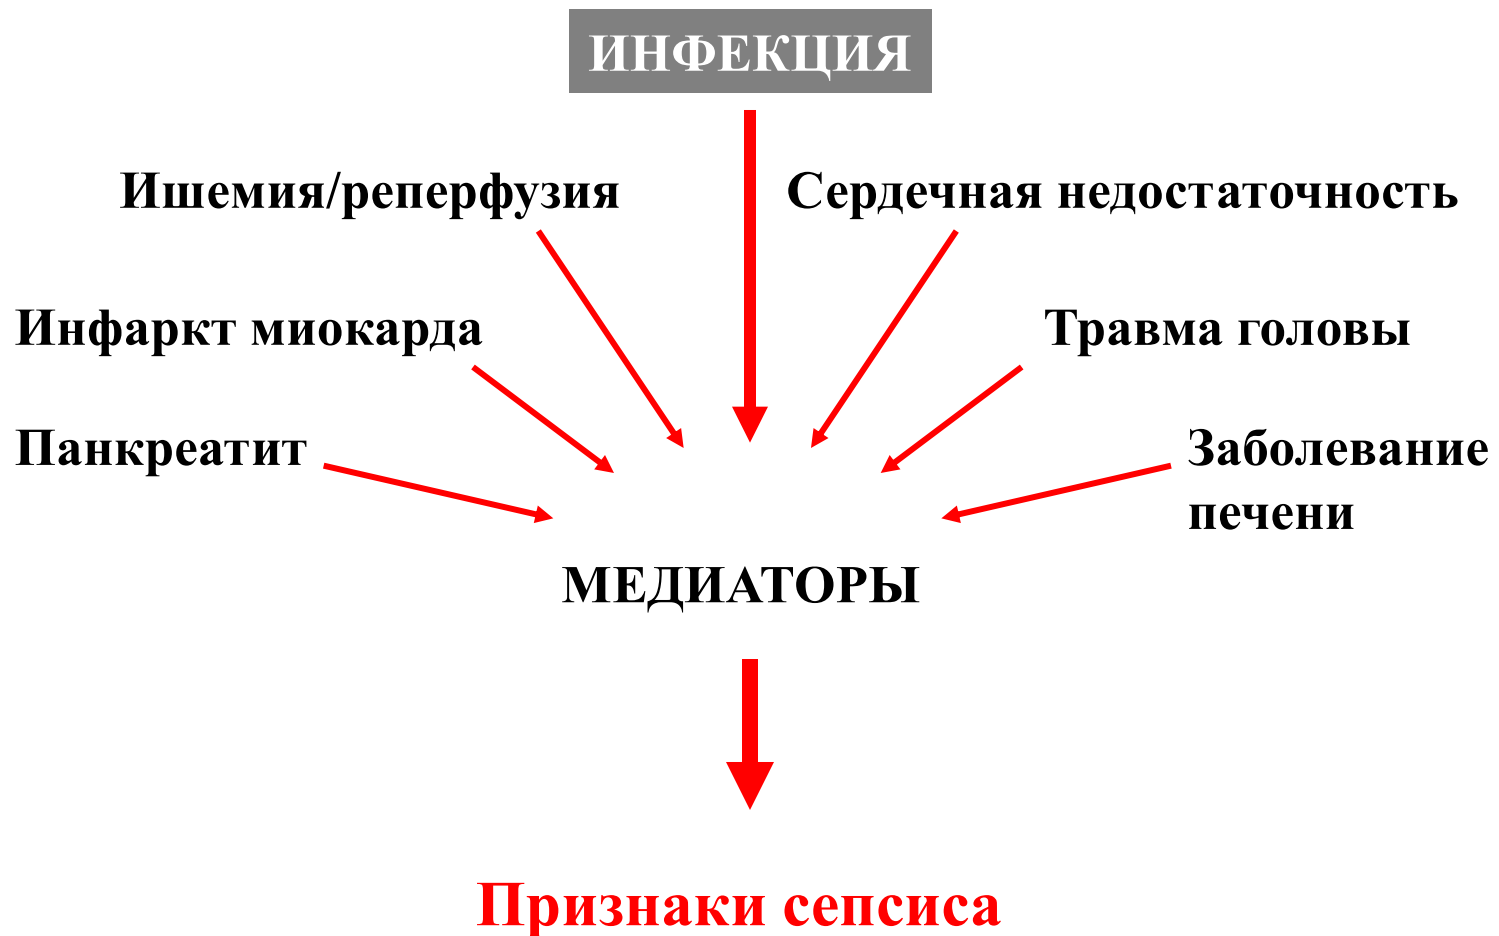 ИНФЕКЦИЯ
Ишемия/реперфузия
Сердечная недостаточность
Инфаркт миокарда
Травма головы
Панкреатит
Заболевание
печени
МЕДИАТОРЫ
Признаки сепсиса